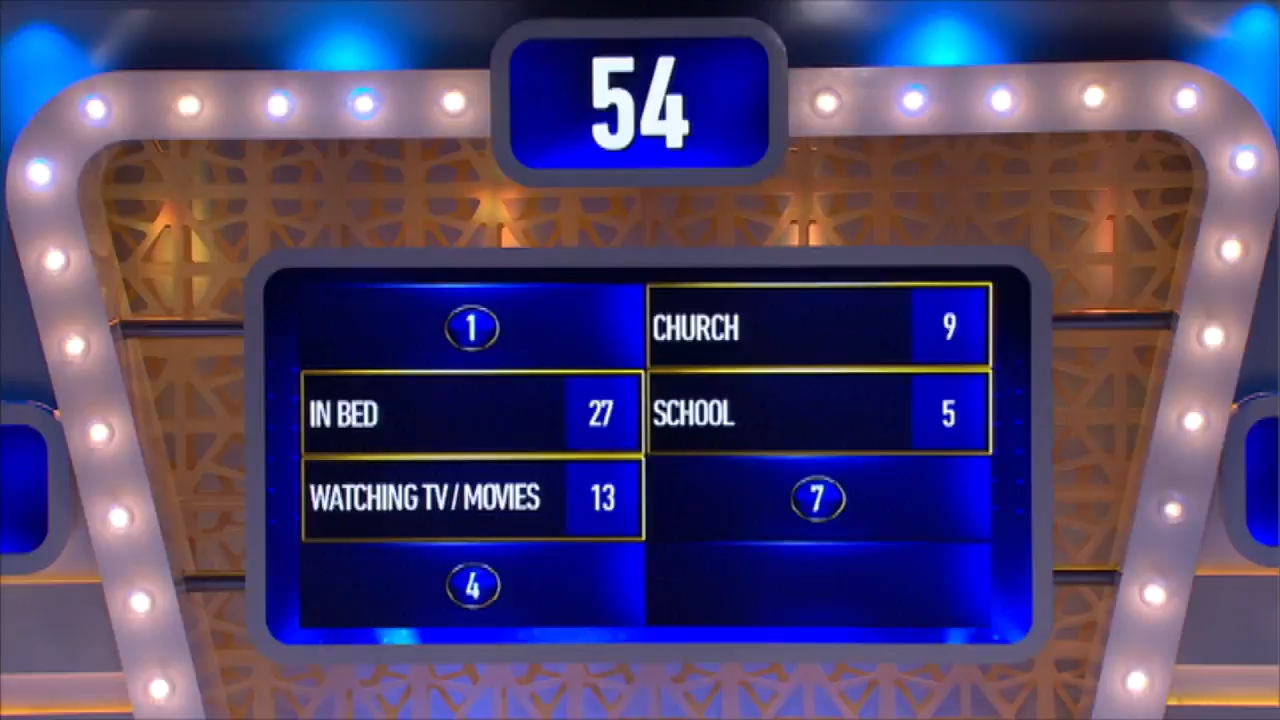 54
1
CHURCH 9
IN BED 27
SCHOOL 5
WATCHING TV / MOVIES 13
7
4